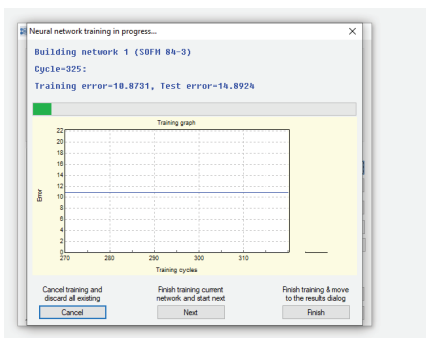 Neural network training in progress...
Building network 1 (SOFM 84-3)
Cycle=325:
Training error=10.8731, Test error=14.8924
Training graph
22
20
18
16
14
12
10
8
6
4
2
0
Error
270 280 290 300 310
Training cycles
Cancel training and discard all existing
Finish training current network and start next
Finish training & move to the results dialog
Cancel
Next
Finish